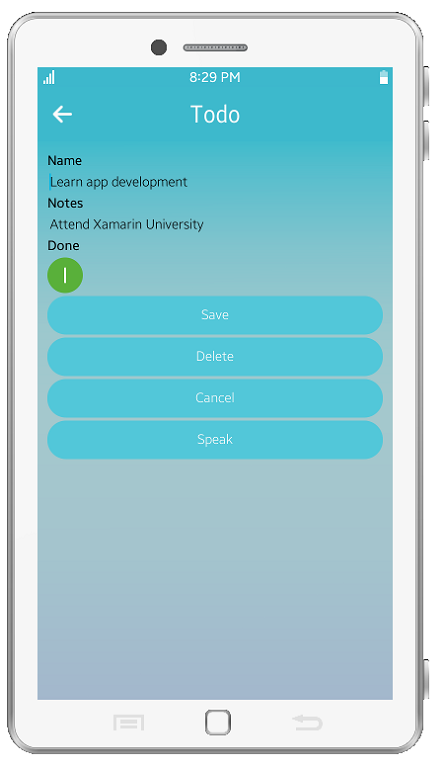 8:29 PM
Todo
Name
Learn app development
Notes
Attend Xamarin University
Done
Save
Delete
Cancel
Speak